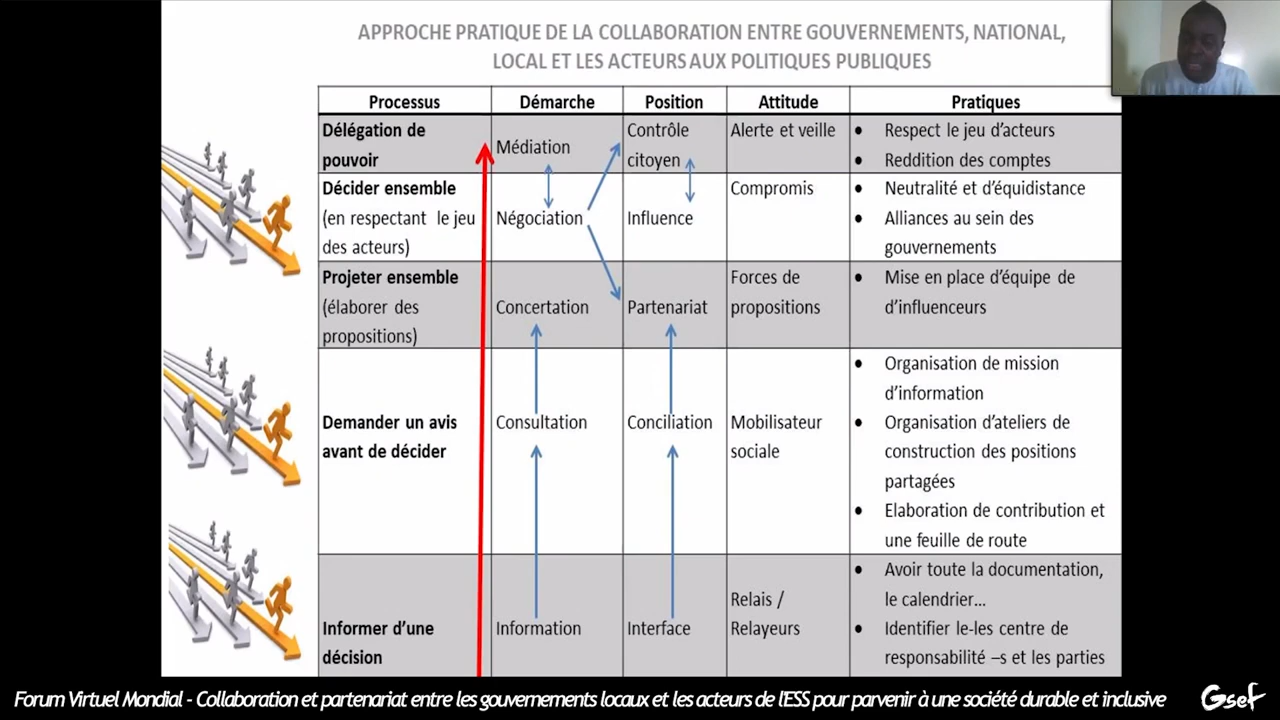 APPROCHE PRATIQUE DE LA COLLABORATION ENTRE GOUVERNEMENTS, NATIONAL,
LOCAL ET LES ACTEURS AUX POLITIQUES PUBLIQUES
Processus Démarche Position Attitude Pratiques
Délégation de
pouvoir
Médiation
Contrôle
citoyen
Alerte et veille
• Respect le jeu d'acteurs
• Reddition des comptes
Décider ensemble
(en respectant le jeu
des acteurs)
Négociation
Influence
Compromis
• Neutralité et d'équidistance
• Alliances au sein des
gouvernements
Projeter ensemble
(élaborer des
propositions)
Concertation
Partenariat
Forces de
propositions
• Mise en place d'équipe de
d'influenceurs
Demander un avis
avant de décider
Consultation
Conciliation
Mobilisateur
sociale
• Organisation de mission
d'information
• Organisation d'ateliers de
construction des positions
partagées
• Elaboration de contribution et
une feuille de route
Informer d'une
décision
Information
Interface
Relais /
Relayeurs
• Avoir toute la documentation,
le calendrier...
• Identifier le-les centre de
responsabilité –s et les parties
Forum Virtuel Mondial - Collaboration et partenariat entre les gouvernements locaux et les acteurs de l'ESS pour parvenir à une société durable et inclusive
Gsef